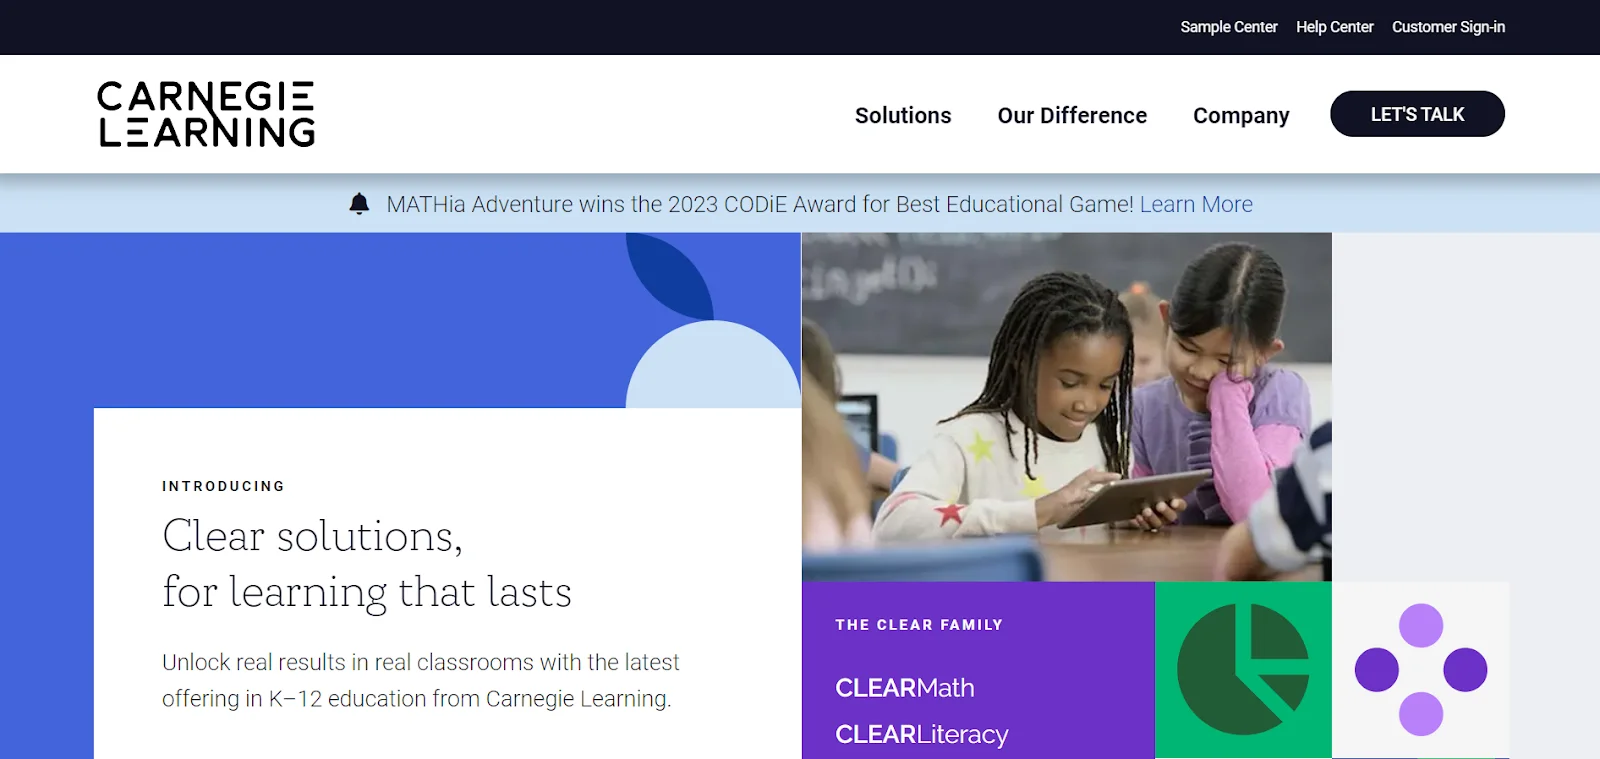 Sample Center Help Center Customer Sign-in
CARNEGIE
LEARNING
Solutions Our Difference Company LET'S TALK
MATHia Adventure wins the 2023 CODiE Award for Best Educational Game! Learn More
INTRODUCING
Clear solutions,
for learning that lasts
Unlock real results in real classrooms with the latest
offering in K–12 education from Carnegie Learning.
THE CLEAR FAMILY
CLEARMath
CLEARLiteracy